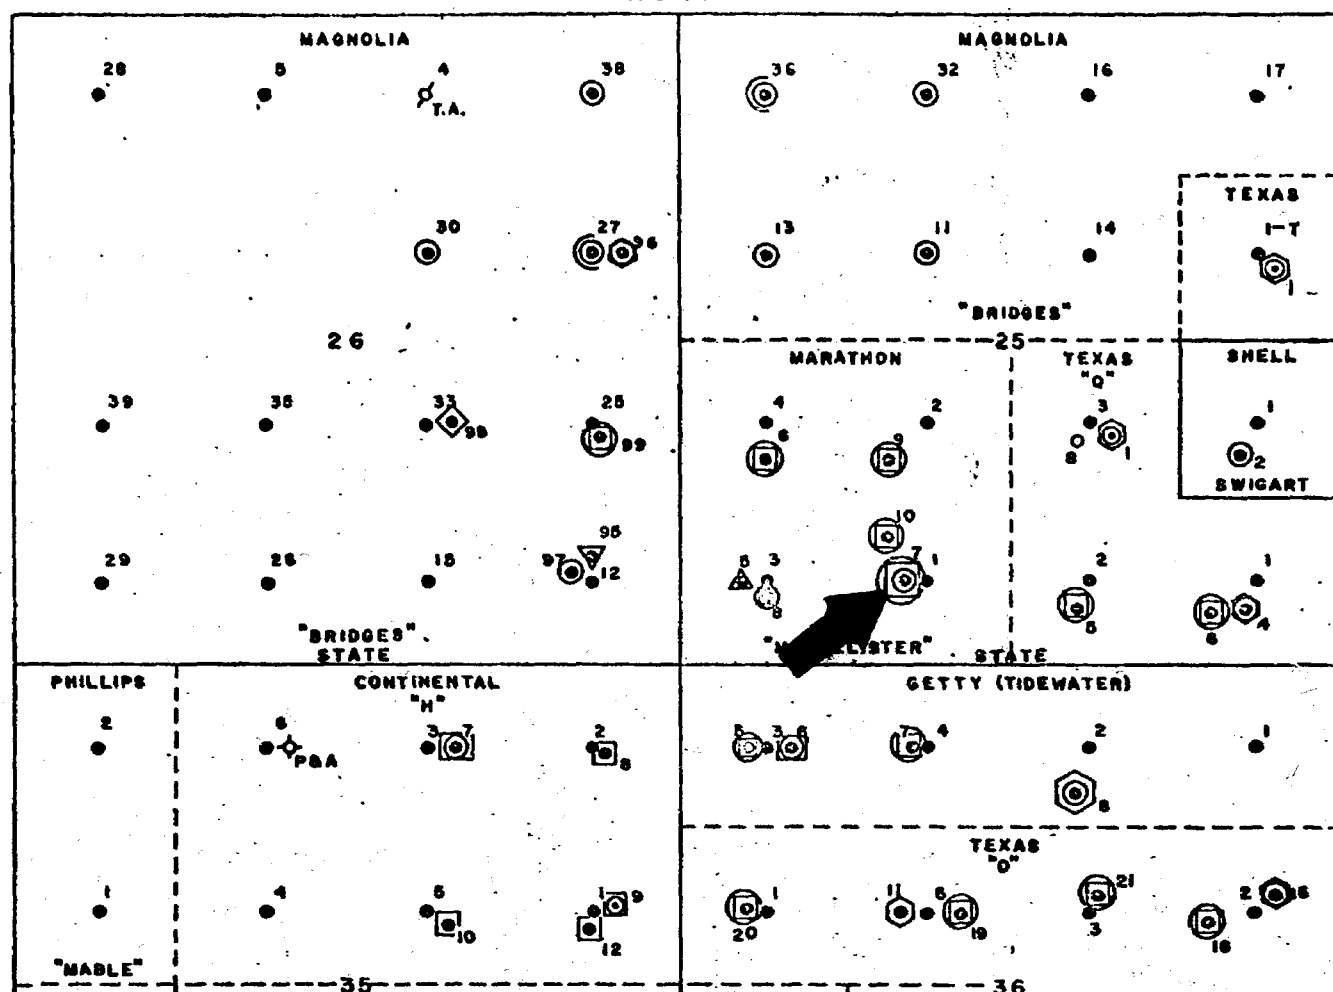 MAGNOLIA
28 5 4 38
T.A.
30 27 96
26
39 35 33 25
98 99
95
97
29 26 15 12
"BRIDGES"
STATE
MAGNOLIA
36 32 16 17
TEXAS
13 11 14 1-T
1
"BRIDGES"
25
MARATHON
TEXAS
"Q"
SHELL
4 2 3 1
6 9 8 1 2
SWIGART
10
5 3 7 1 2 1
8 5 6 4
STATE
PHILLIPS
CONTINENTAL
"H"
2 6 3 7 2
P&A
8
1 4 5 1 9
10 12
"MABLE"
35
GETTY (TIDEWATER)
5 3 6 7 4 2 1
8
TEXAS
"O"
1 11 6 21 2
20 19 3
36